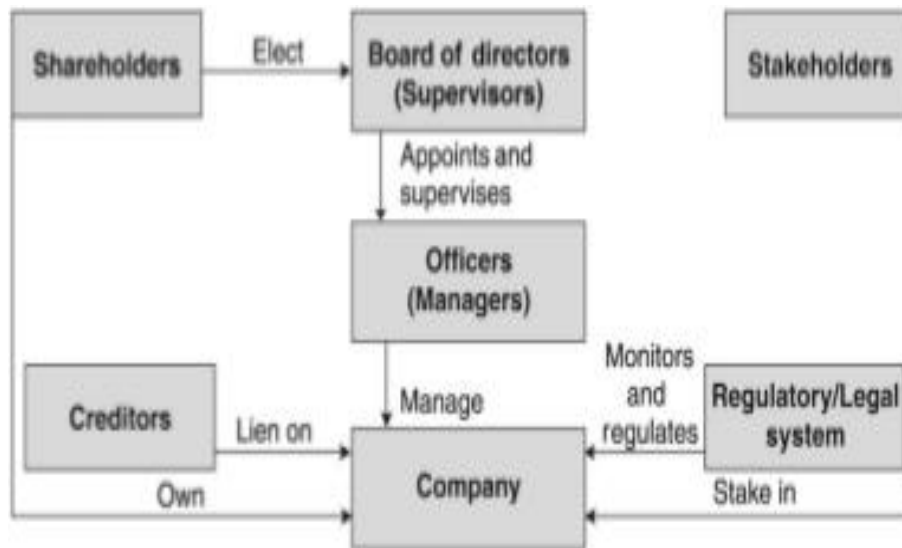 Shareholders
Elect
Board of directors
(Supervisors)
Stakeholders
Appoints and
supervises
Officers
(Managers)
Creditors
Lien on
Manage
Monitors
and
regulates
Regulatory/Legal
system
Own
Company
Stake in